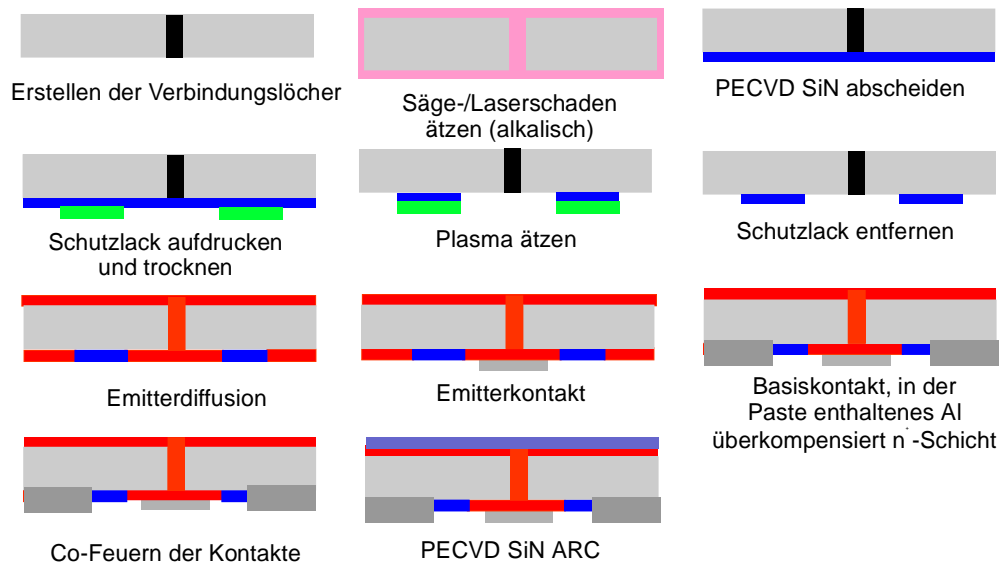 Erstellen der Verbindungslöcher
Säge-/Laserschaden
ätzen (alkalisch)
PECVD SiN abscheiden
Schutzlack aufdrucken
und trocknen
Plasma ätzen
Schutzlack entfernen
Emitterdiffusion
Emitterkontakt
Basiskontakt, in der
Paste enthaltenes Al
überkompensiert n⁺-Schicht
Co-Feuern der Kontakte
PECVD SiN ARC